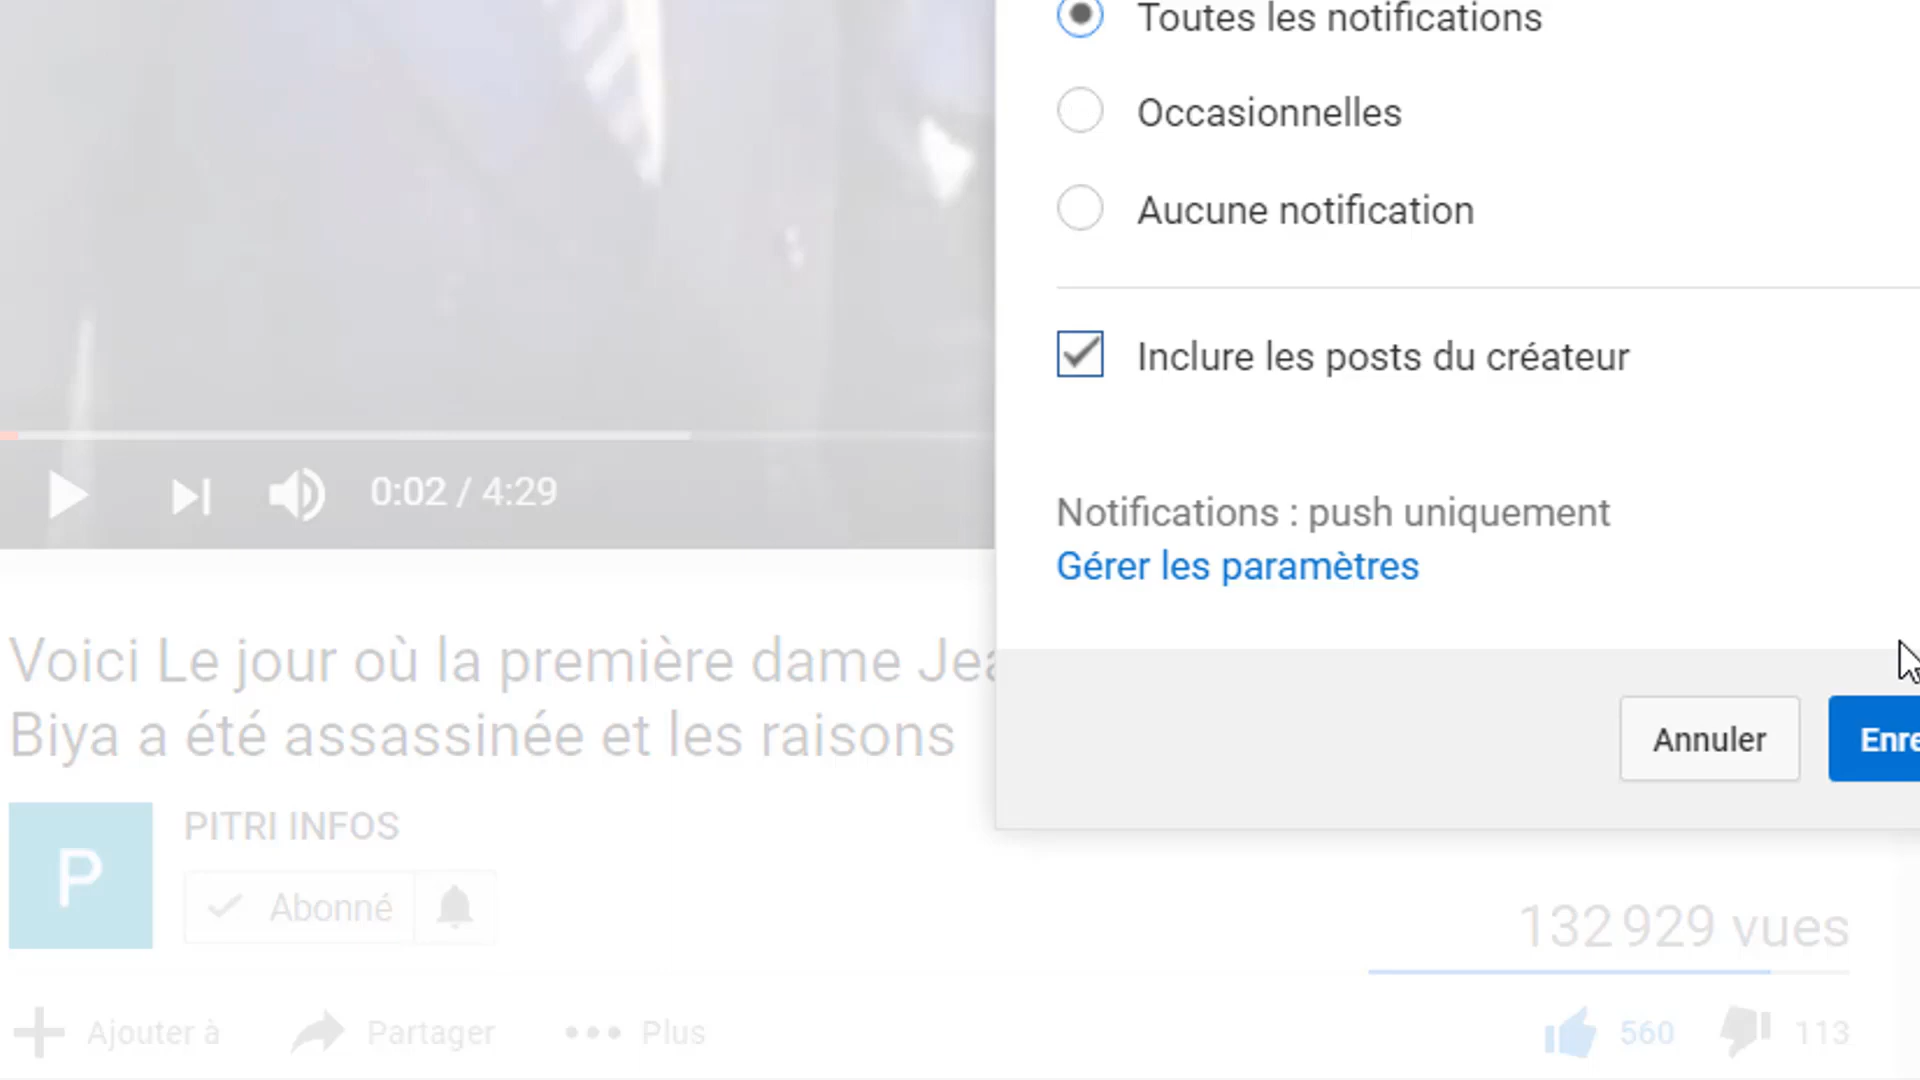 Toutes les notifications
Occasionnelles
Aucune notification
Inclure les posts du créateur
0:02 / 4:29
Notifications : push uniquement
Gérer les paramètres
Voici Le jour où la première dame Jea
Biya a été assassinée et les raisons
Annuler
Enre
PITRI INFOS
P
Abonné
132 929 vues
Ajouter à
Partager
Plus
560
113